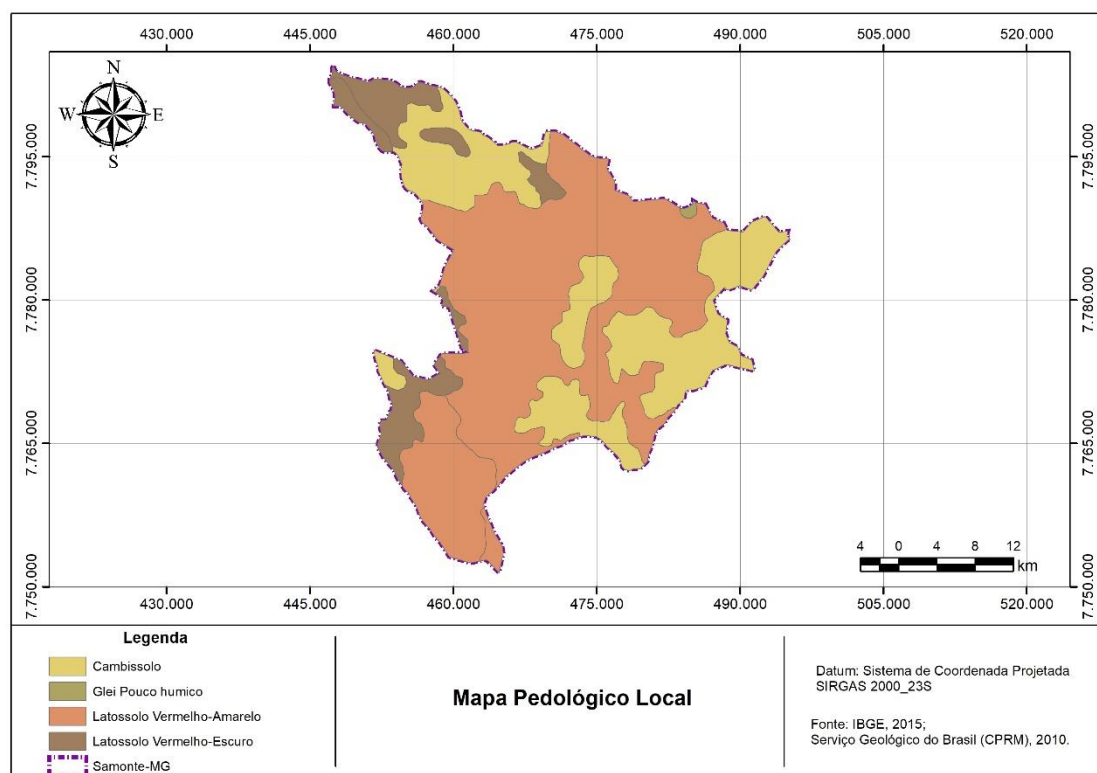 430.000 445.000 460.000 475.000 490.000 505.000 520.000
N
W E
S
7.795.000 7.795.000
7.780.000 7.780.000
7.765.000 7.765.000
7.750.000 7.750.000
4 0 4 8 12
km
430.000 445.000 460.000 475.000 490.000 505.000 520.000
Legenda
Cambissolo
Glei Pouco humico
Latossolo Vermelho-Amarelo
Latossolo Vermelho-Escuro
Samonte-MG
Mapa Pedológico Local
Datum: Sistema de Coordenada Projetada
SIRGAS 2000_23S
Fonte: IBGE, 2015;
Serviço Geológico do Brasil (CPRM), 2010.